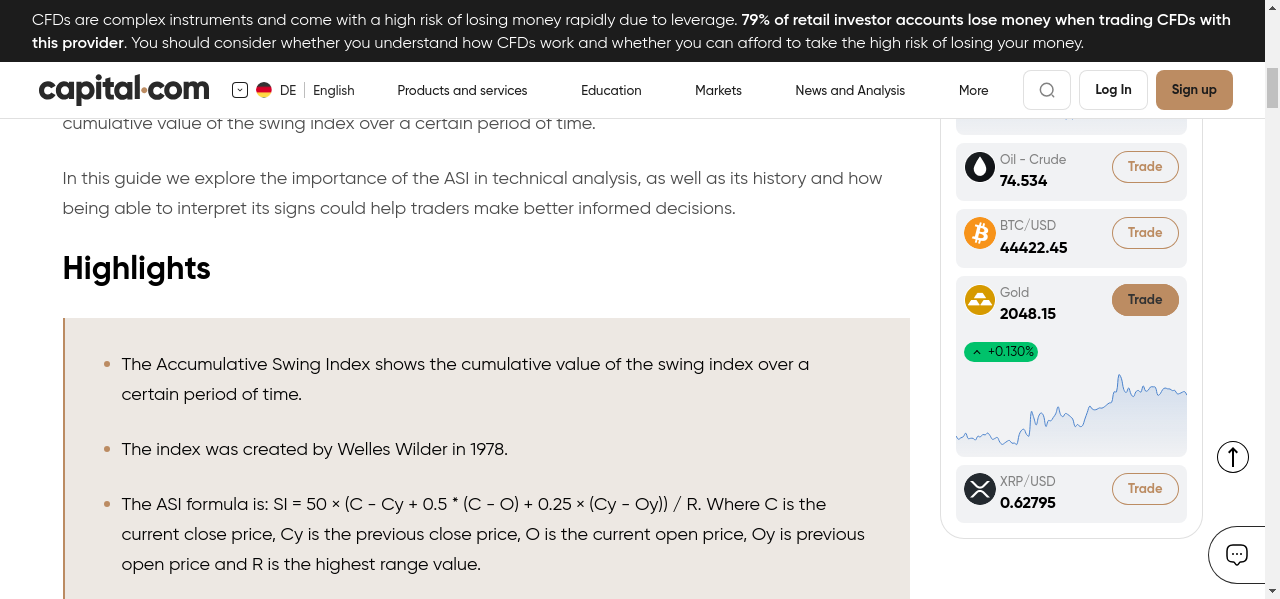 CFDs are complex instruments and come with a high risk of losing money rapidly due to leverage. 79% of retail investor accounts lose money when trading CFDs with
this provider. You should consider whether you understand how CFDs work and whether you can afford to take the high risk of losing your money.
capital.com
DE
English
Products and services
Education
Markets
News and Analysis
More
Log In
Sign up
cumulative value of the swing index over a certain period of time.
In this guide we explore the importance of the ASI in technical analysis, as well as its history and how
being able to interpret its signs could help traders make better informed decisions.
Highlights
The Accumulative Swing Index shows the cumulative value of the swing index over a
certain period of time.
The index was created by Welles Wilder in 1978.
The ASI formula is: SI = 50 × (C - Cy + 0.5 * (C - O) + 0.25 × (Cy - Oy)) / R. Where C is the
current close price, Cy is the previous close price, O is the current open price, Oy is previous
open price and R is the highest range value.
Oil - Crude
74.534
Trade
BTC/USD
44422.45
Trade
Gold
2048.15
Trade
+0.130%
XRP/USD
0.62795
Trade